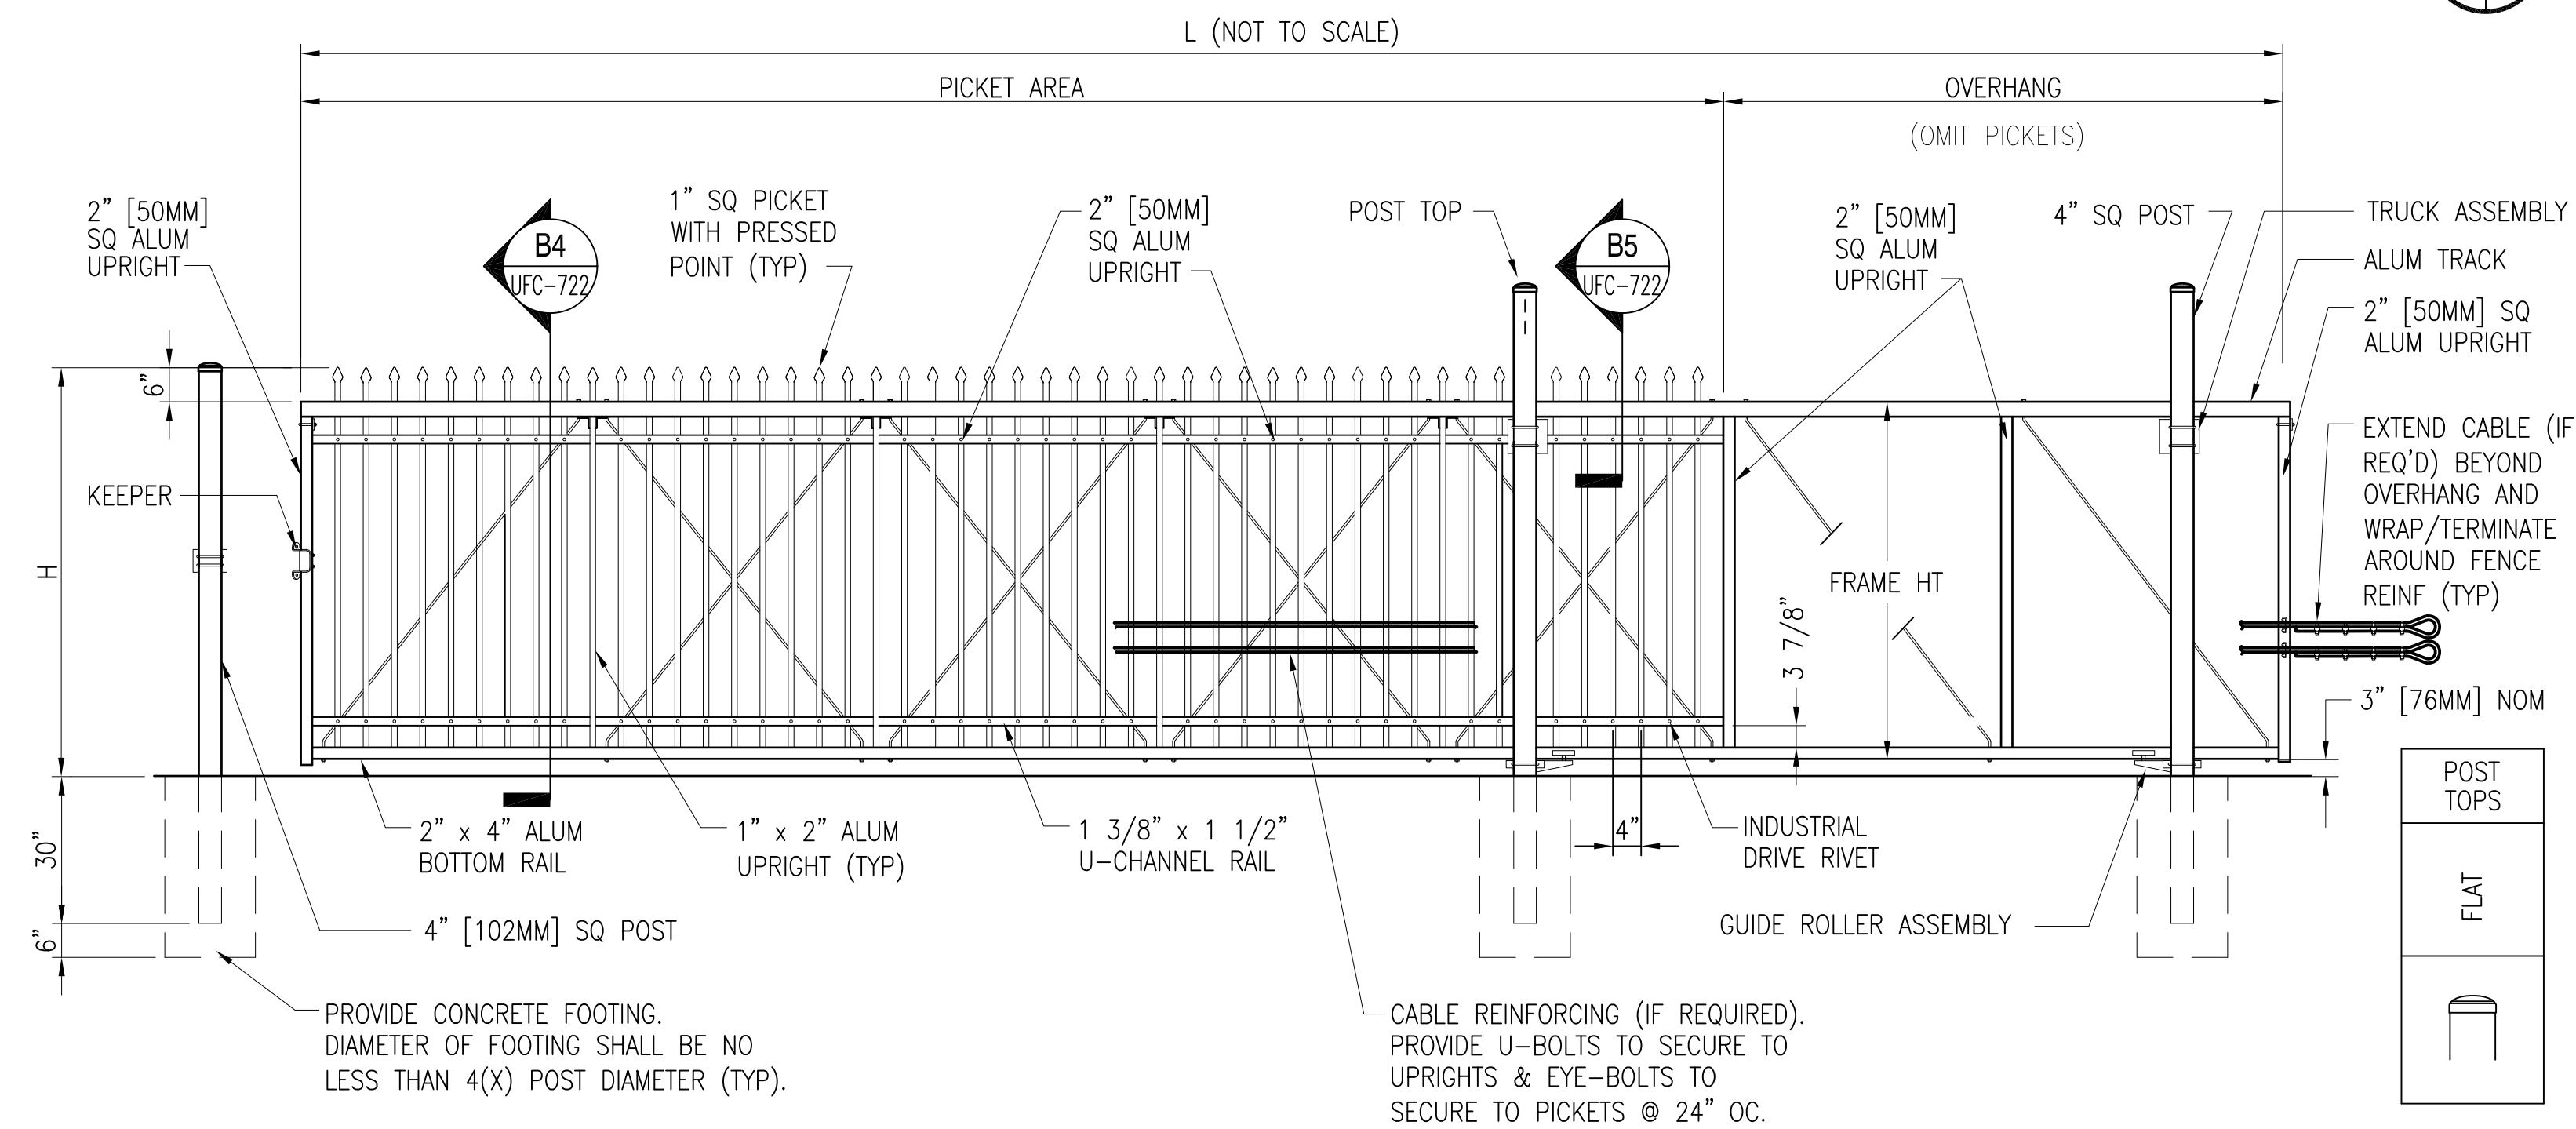 L (NOT TO SCALE)
PICKET AREA
OVERHANG
(OMIT PICKETS)
2" [50MM]
SQ ALUM
UPRIGHT
B4
UFC-722
1" SQ PICKET
WITH PRESSED
POINT (TYP)
2" [50MM]
SQ ALUM
UPRIGHT
POST TOP
B5
UFC-722
2" [50MM]
SQ ALUM
UPRIGHT
4" SQ POST
TRUCK ASSEMBLY
ALUM TRACK
2" [50MM] SQ
ALUM UPRIGHT
6"
KEEPER
H
EXTEND CABLE (IF
REQ'D) BEYOND
OVERHANG AND
WRAP/TERMINATE
AROUND FENCE
REINF (TYP)
FRAME HT
3 7/8"
3" [76MM] NOM
30"
6"
2" x 4" ALUM
BOTTOM RAIL
1" x 2" ALUM
UPRIGHT (TYP)
1 3/8" x 1 1/2"
U-CHANNEL RAIL
4"
INDUSTRIAL
DRIVE RIVET
4" [102MM] SQ POST
GUIDE ROLLER ASSEMBLY
POST
TOPS
FLAT
PROVIDE CONCRETE FOOTING.
DIAMETER OF FOOTING SHALL BE NO
LESS THAN 4(X) POST DIAMETER (TYP).
CABLE REINFORCING (IF REQUIRED).
PROVIDE U-BOLTS TO SECURE TO
UPRIGHTS & EYE-BOLTS TO
SECURE TO PICKETS @ 24" OC.